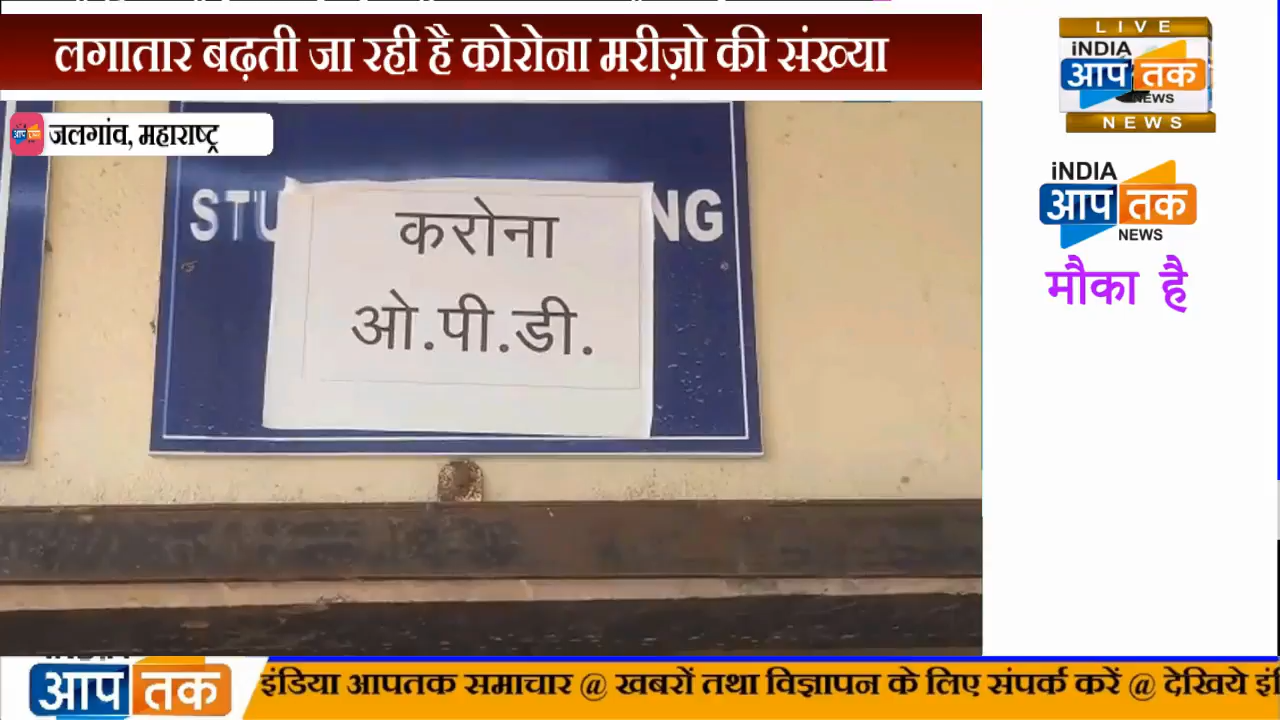 लगातार बढ़ती जा रही है कोरोना मरीज़ो की संख्या
जलगांव, महाराष्ट्र
STU NG
करोना
ओ.पी.डी.
LIVE
iNDIA
आप तक
NEWS
NEWS
iNDIA
आप तक
NEWS
मौका है
आप तक
इंडिया आपतक समाचार @ खबरों तथा विज्ञापन के लिए संपर्क करें @ देखिये इं